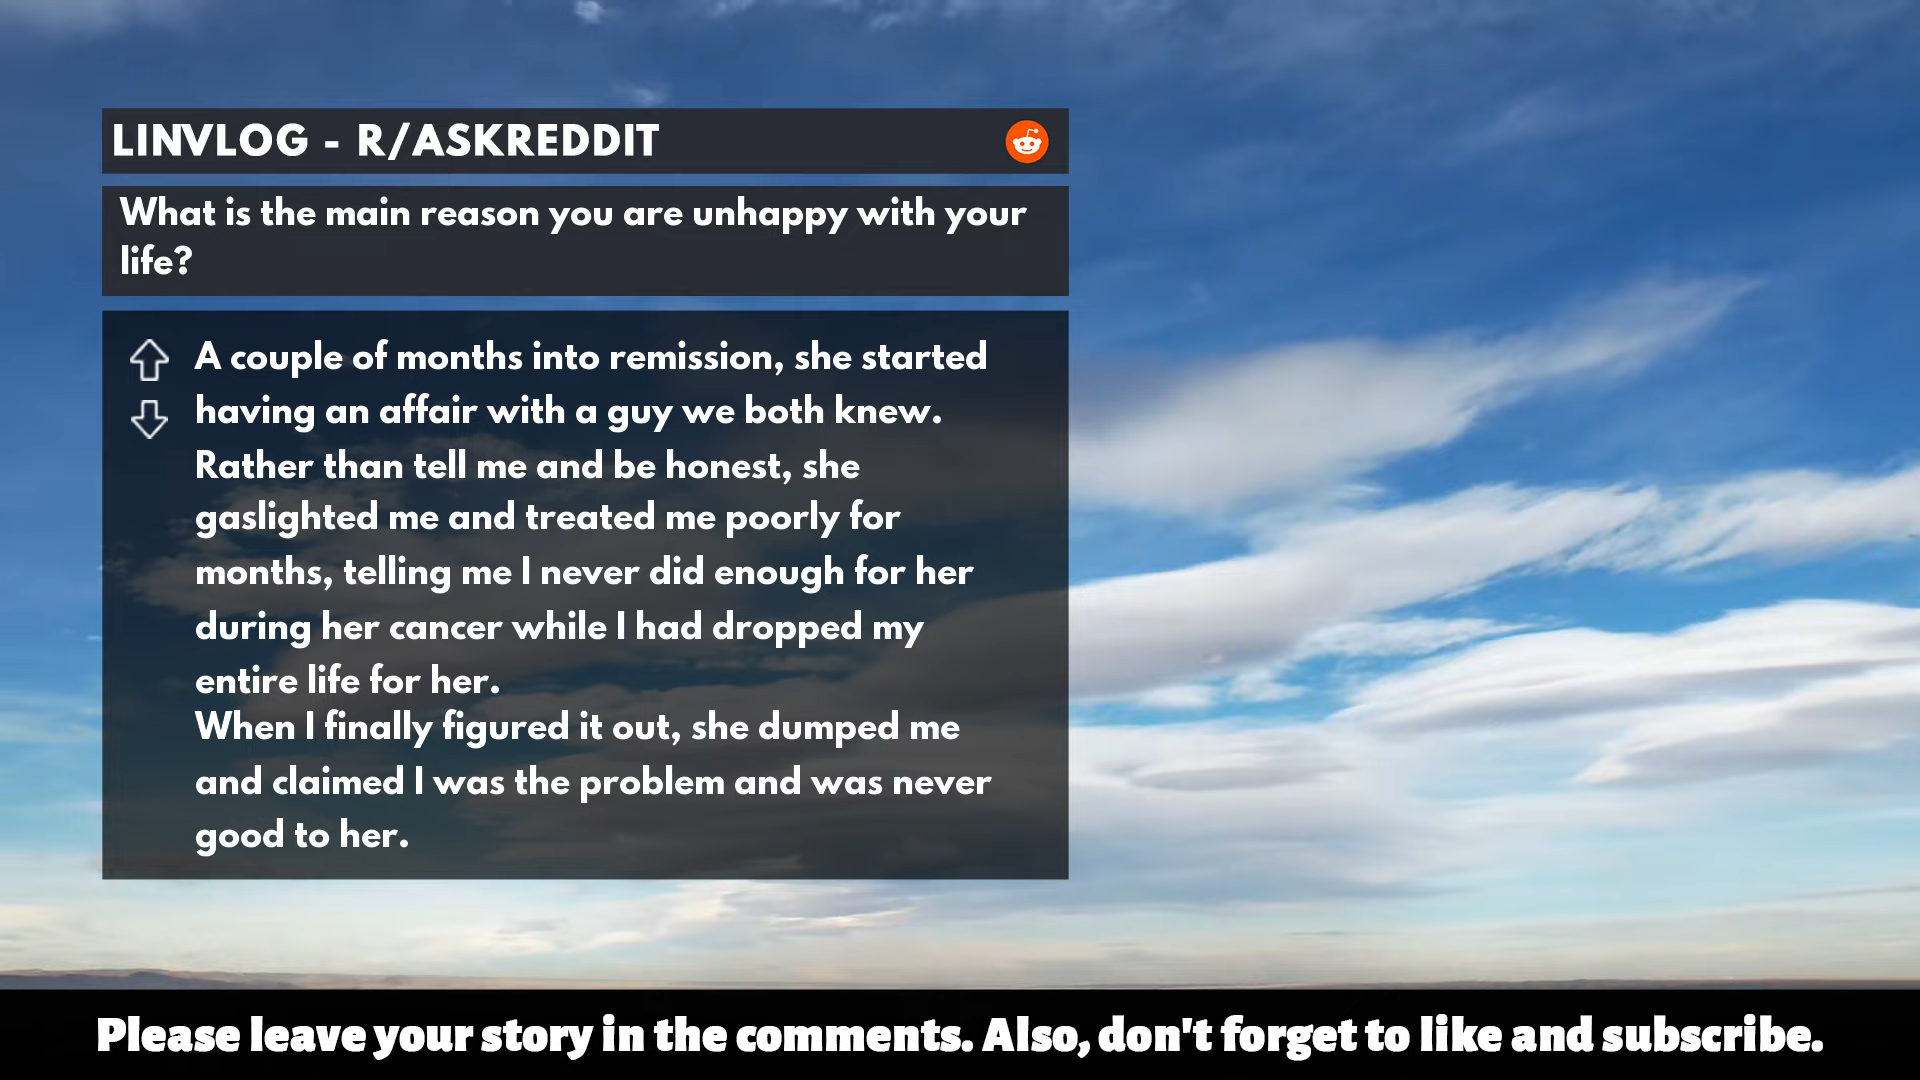 LINVLOG - R/ASKREDDIT
What is the main reason you are unhappy with your
life?
A couple of months into remission, she started
having an affair with a guy we both knew.
Rather than tell me and be honest, she
gaslighted me and treated me poorly for
months, telling me I never did enough for her
during her cancer while I had dropped my
entire life for her.
When I finally figured it out, she dumped me
and claimed I was the problem and was never
good to her.
Please leave your story in the comments. Also, don't forget to like and subscribe.